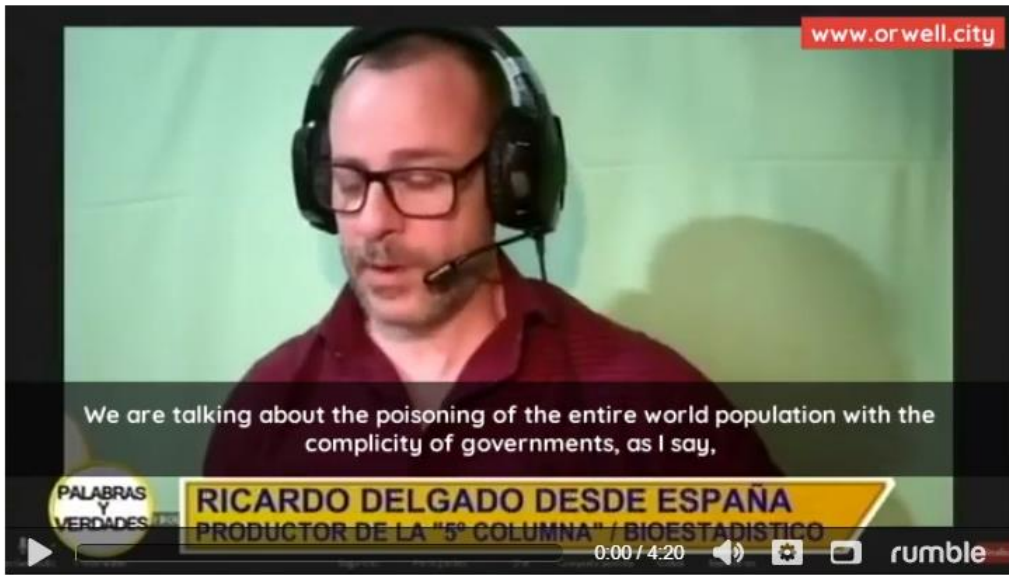 www.orwell.city
We are talking about the poisoning of the entire world population with the
complicity of governments, as I say,
PALABRAS
Y
VERDADES
RICARDO DELGADO DESDE ESPAÑA
PRODUCTOR DE LA "5º COLUMNA" / BIOESTADISTICO
0:00 / 4:20
rumble